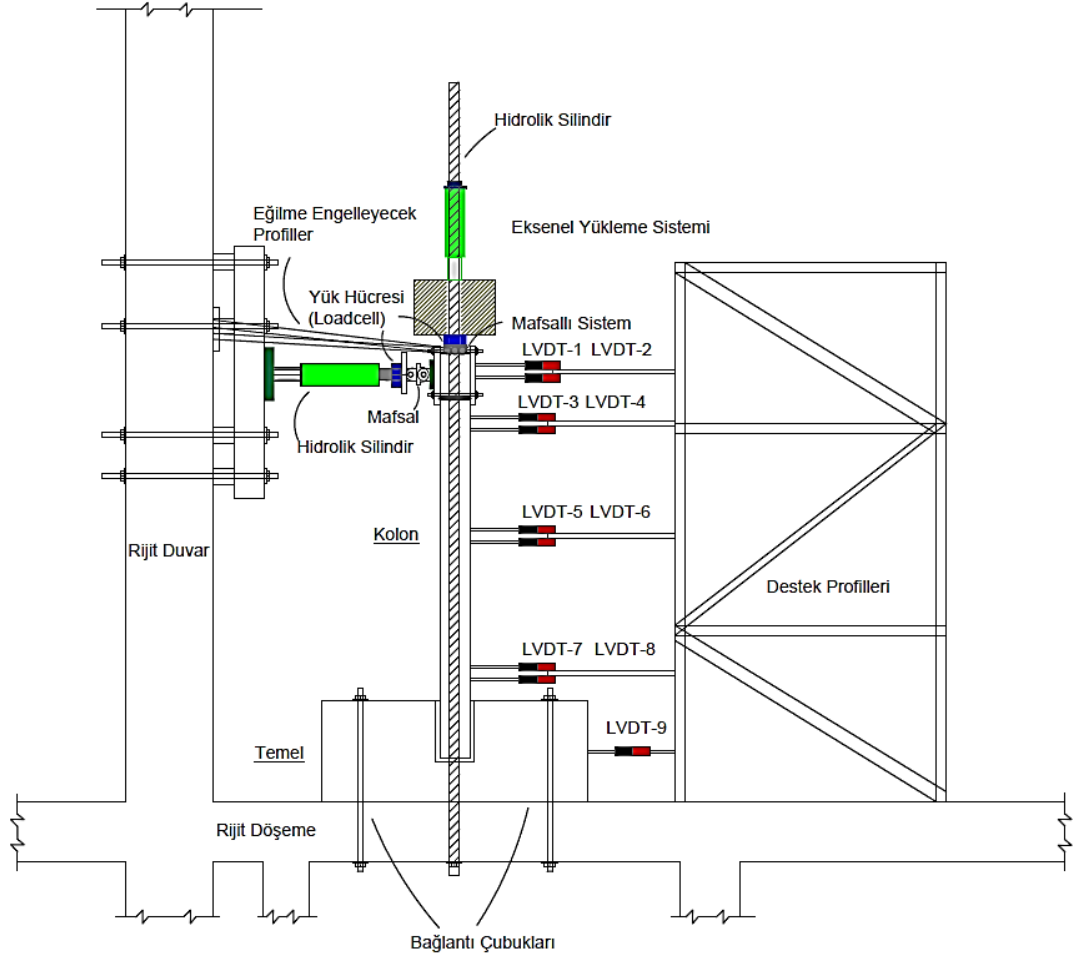 Hidrolik Silindir
Eğilme Engelleyecek
Profiller
Eksenel Yükleme Sistemi
Yük Hücresi
(Loadcell)
Mafsallı Sistem
LVDT-1 LVDT-2
Mafsal
LVDT-3 LVDT-4
Hidrolik Silindir
LVDT-5 LVDT-6
Kolon
Rijit Duvar
Destek Profilleri
LVDT-7 LVDT-8
LVDT-9
Temel
Rijit Döşeme
Bağlantı Çubukları